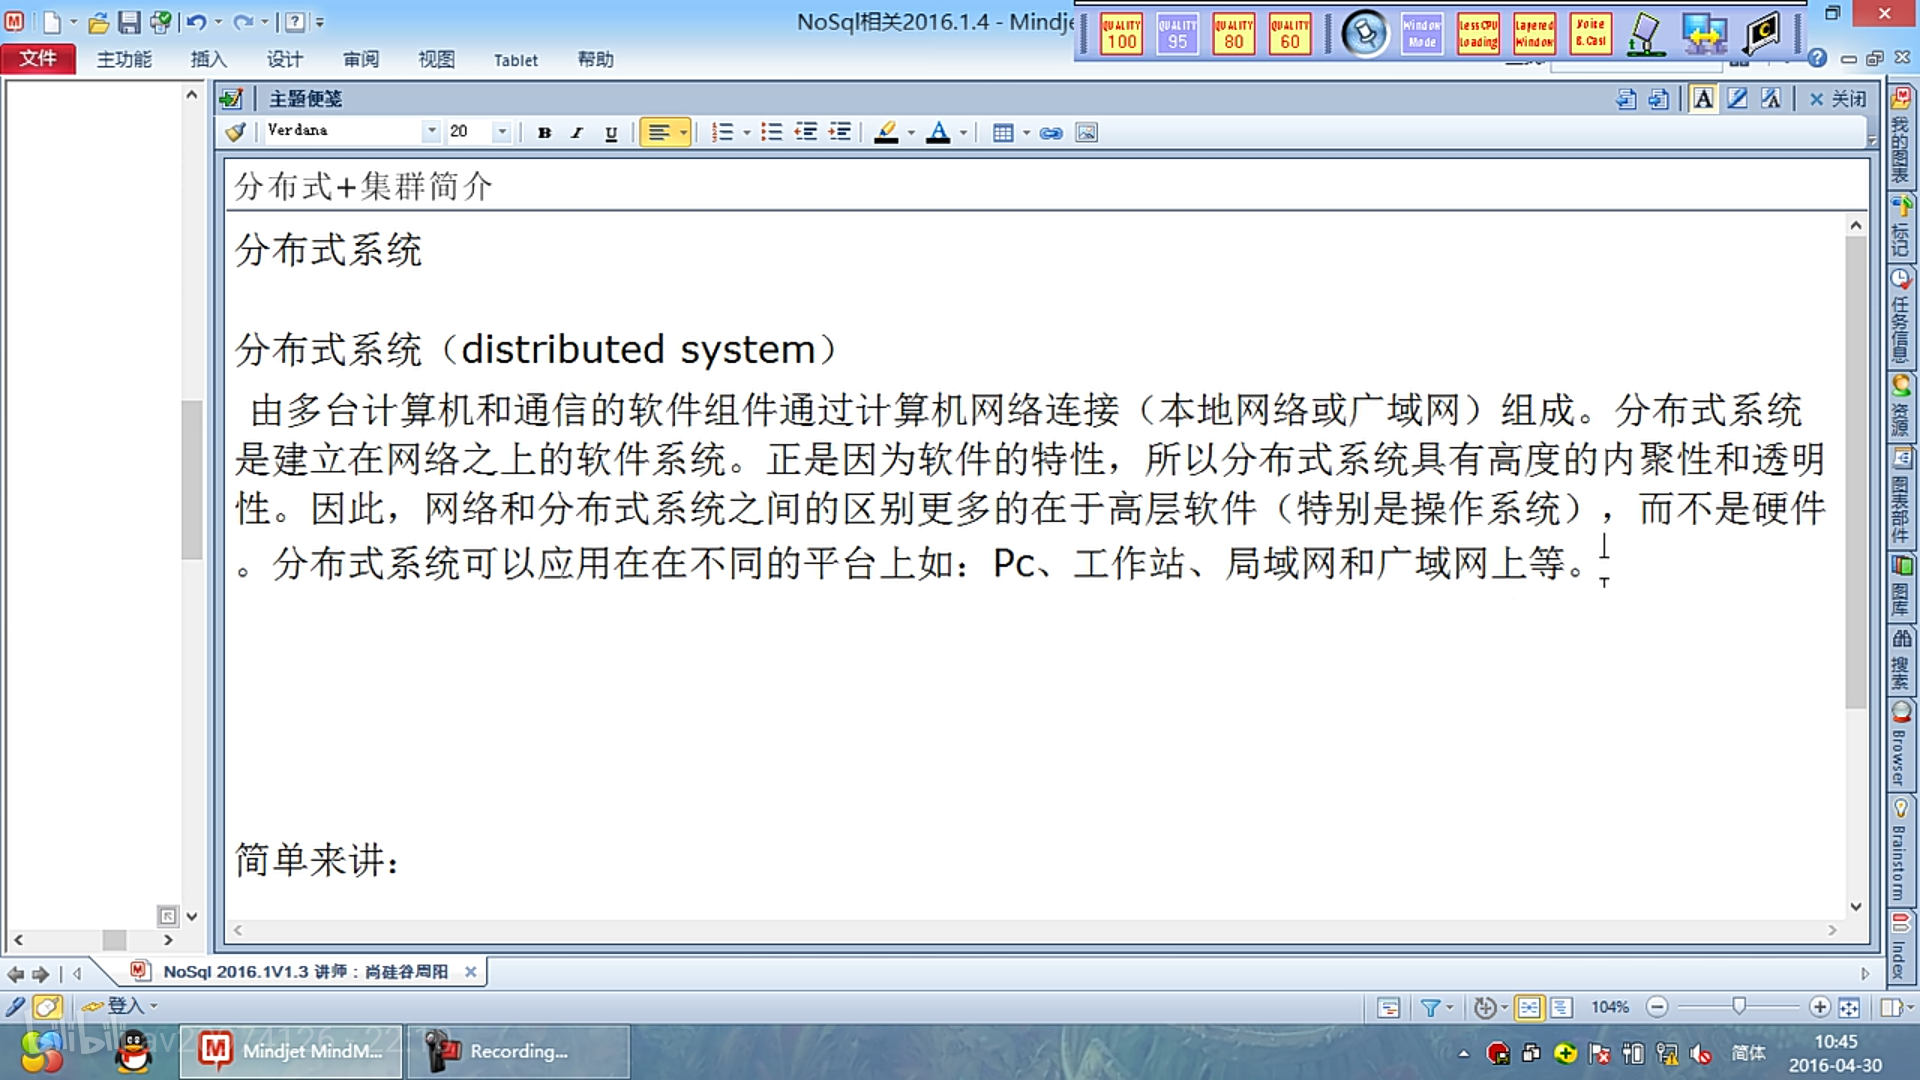 NoSql相关2016.1.4 - Mindje
QUALITY 100
QUALITY 95
QUALITY 80
QUALITY 60
Window Mode
LessCPU Loading
Layered Window
Voice B.Cast
文件 主功能 插入 设计 审阅 视图 Tablet 帮助
主题便笺
关闭
Verdana 20
分布式+集群简介
分布式系统
分布式系统（distributed system）
由多台计算机和通信的软件组件通过计算机网络连接（本地网络或广域网）组成。分布式系统
是建立在网络之上的软件系统。正是因为软件的特性，所以分布式系统具有高度的内聚性和透明
性。因此，网络和分布式系统之间的区别更多的在于高层软件（特别是操作系统），而不是硬件
。分布式系统可以应用在在不同的平台上如：Pc、工作站、局域网和广域网上等。
简单来讲：
我的图表
标记
任务信息
资源
图表部件
图库
搜索
Browser
Brainstorm
Index
NoSql 2016.1V1.3 讲师：尚硅谷周阳
登入
104%
bilibili
Mindjet MindM...
Recording...
简体
10:45
2016-04-30